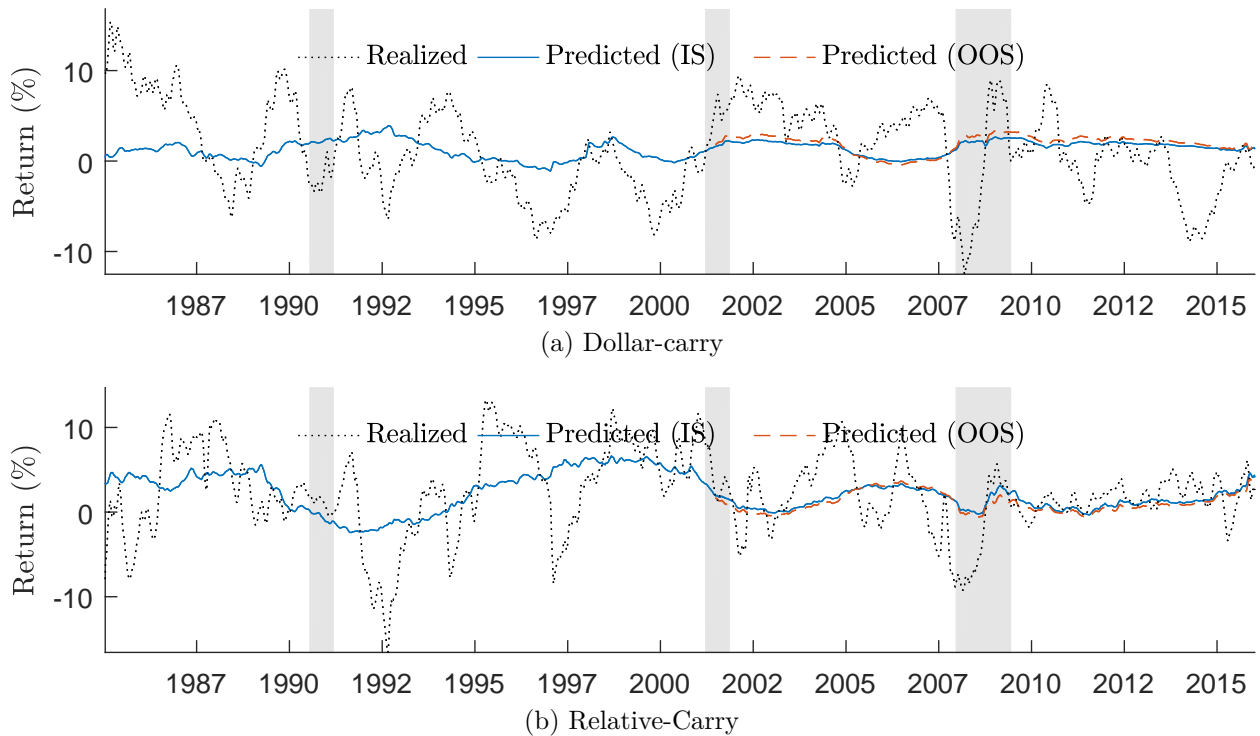 Return (%)
10
0
-10
Realized Predicted (IS) Predicted (OOS)
1987 1990 1992 1995 1997 2000 2002 2005 2007 2010 2012 2015
(a) Dollar-carry
Return (%)
10
0
-10
Realized Predicted (IS) Predicted (OOS)
1987 1990 1992 1995 1997 2000 2002 2005 2007 2010 2012 2015
(b) Relative-Carry